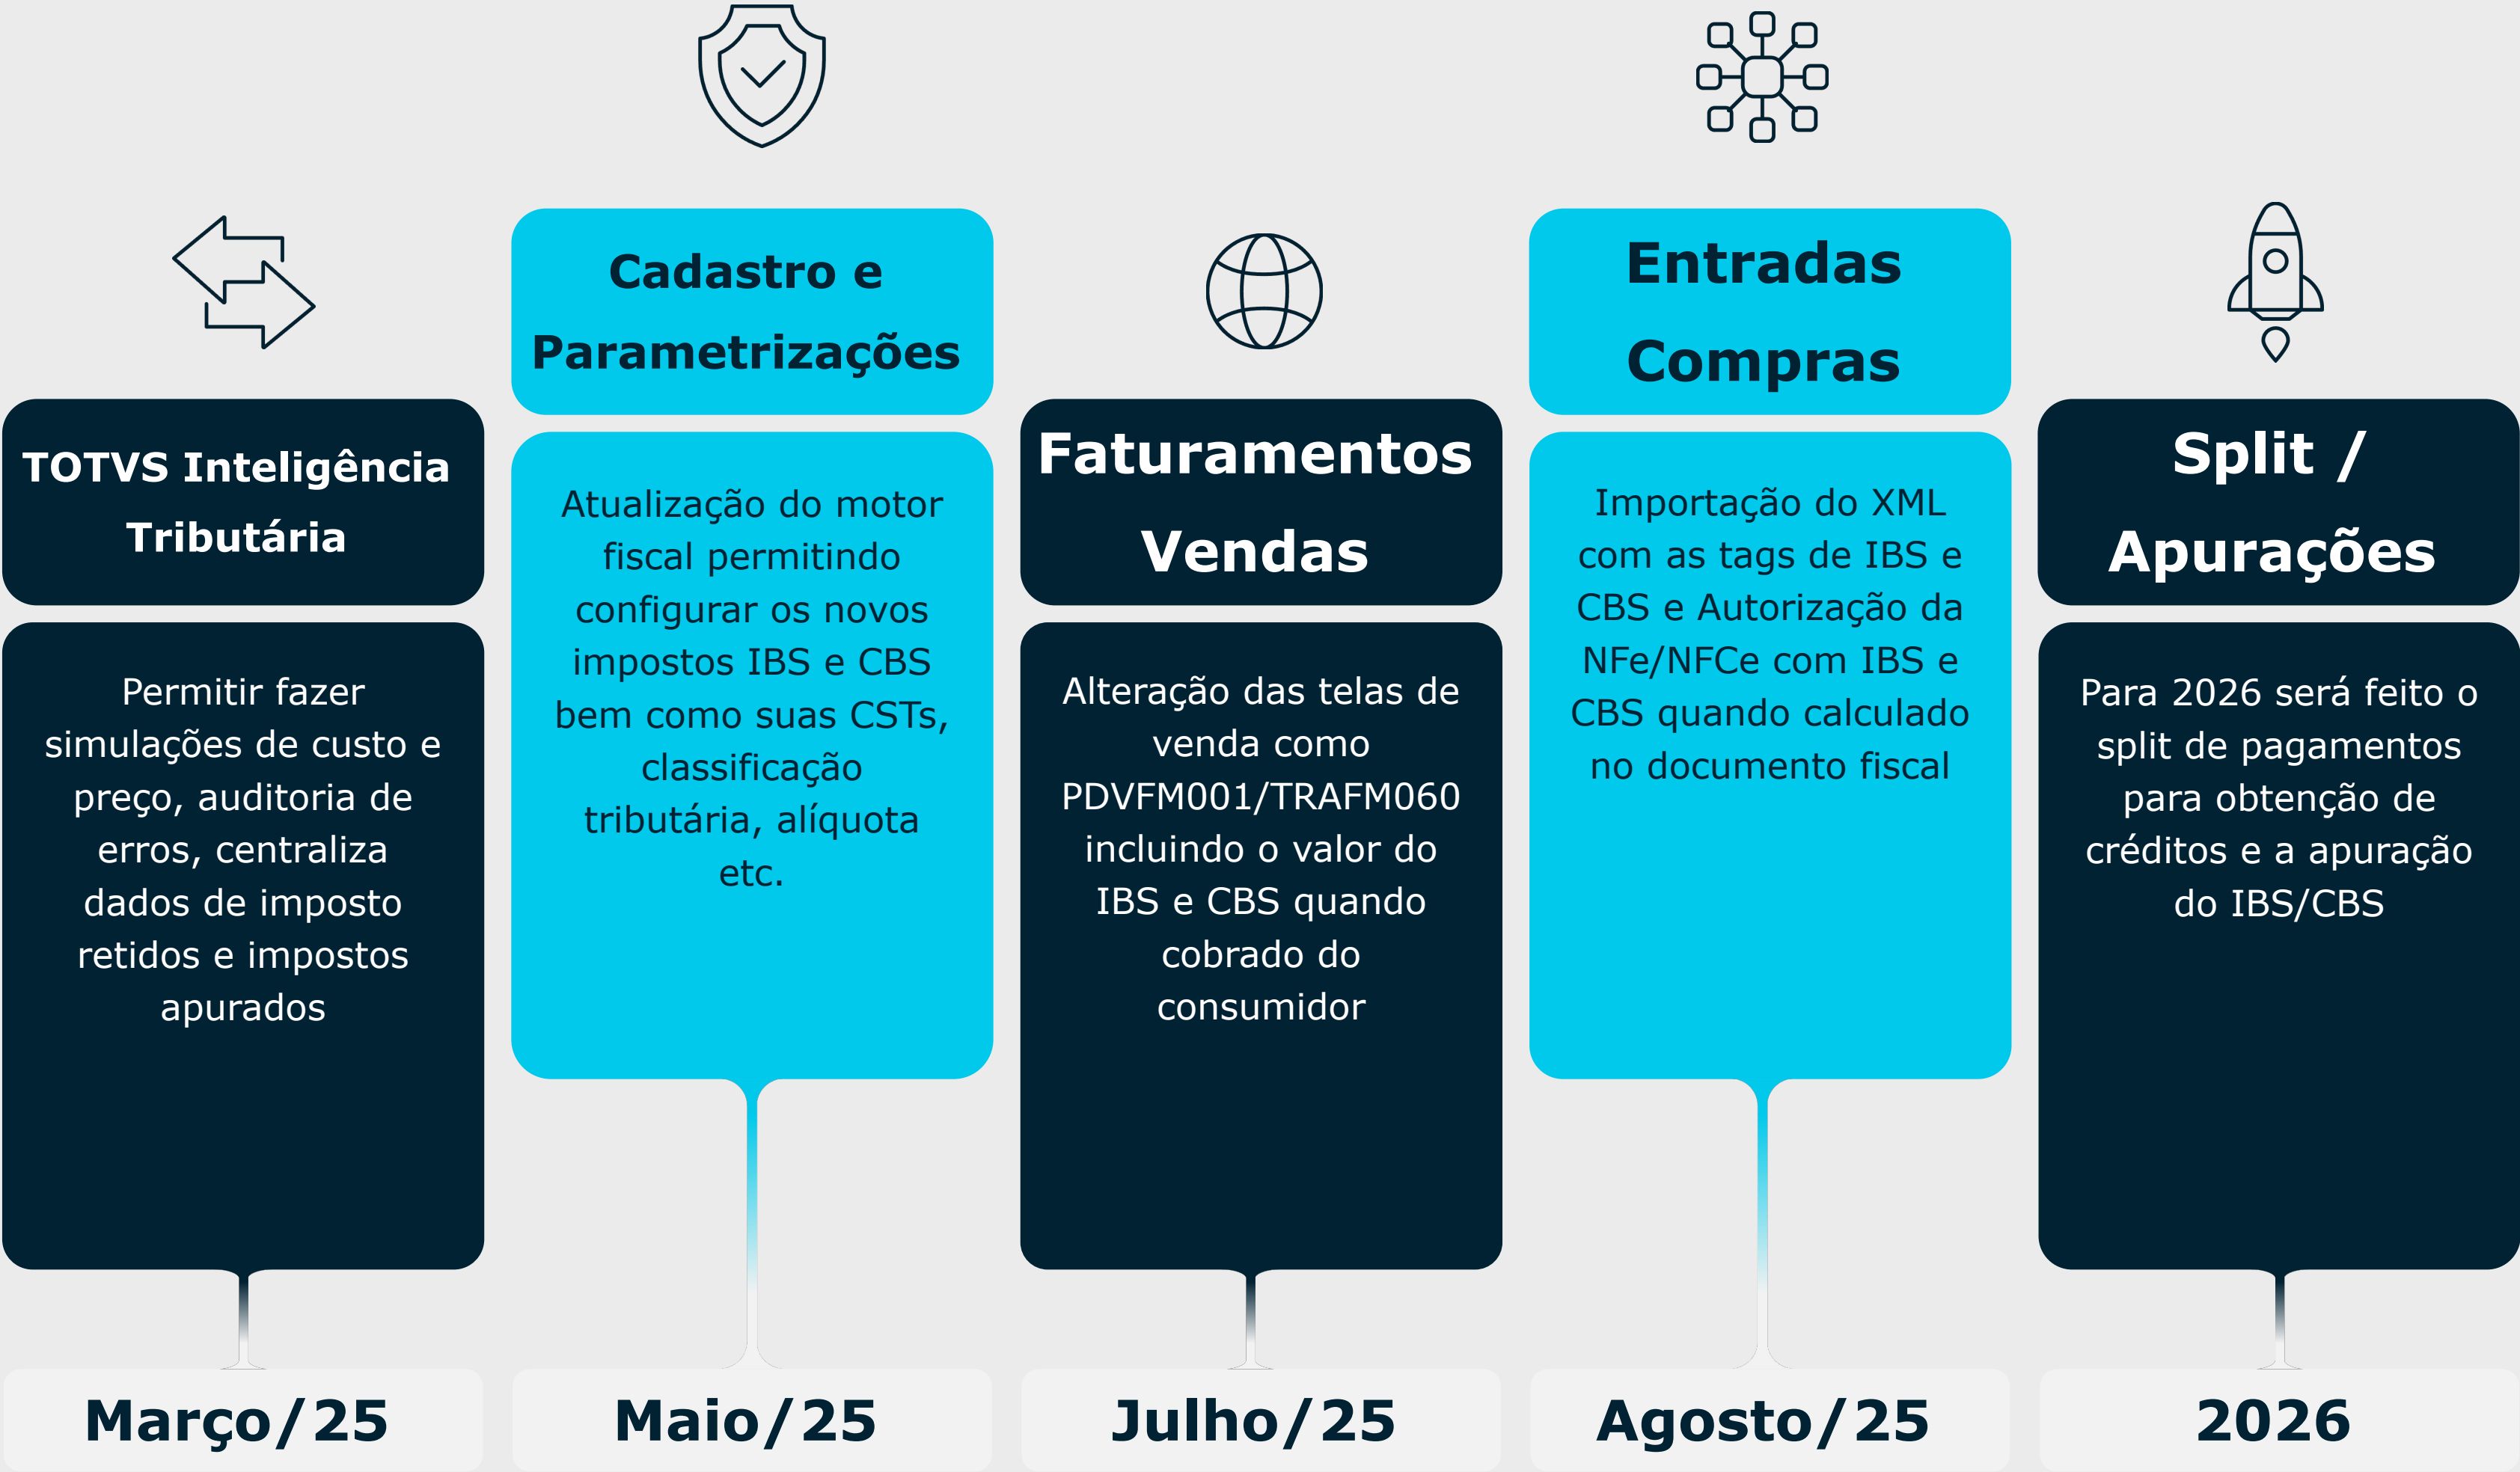 TOTVS Inteligência
Tributária
Permitir fazer
simulações de custo e
preço, auditoria de
erros, centraliza
dados de imposto
retidos e impostos
apurados
Março/25
Cadastro e
Parametrizações
Atualização do motor
fiscal permitindo
configurar os novos
impostos IBS e CBS
bem como suas CSTs,
classificação
tributária, alíquota
etc.
Maio/25
Faturamentos
Vendas
Alteração das telas de
venda como
PDVFM001/TRAFM060
incluindo o valor do
IBS e CBS quando
cobrado do
consumidor
Julho/25
Entradas
Compras
Importação do XML
com as tags de IBS e
CBS e Autorização da
NFe/NFCe com IBS e
CBS quando calculado
no documento fiscal
Agosto/25
Split /
Apurações
Para 2026 será feito o
split de pagamentos
para obtenção de
créditos e a apuração
do IBS/CBS
2026